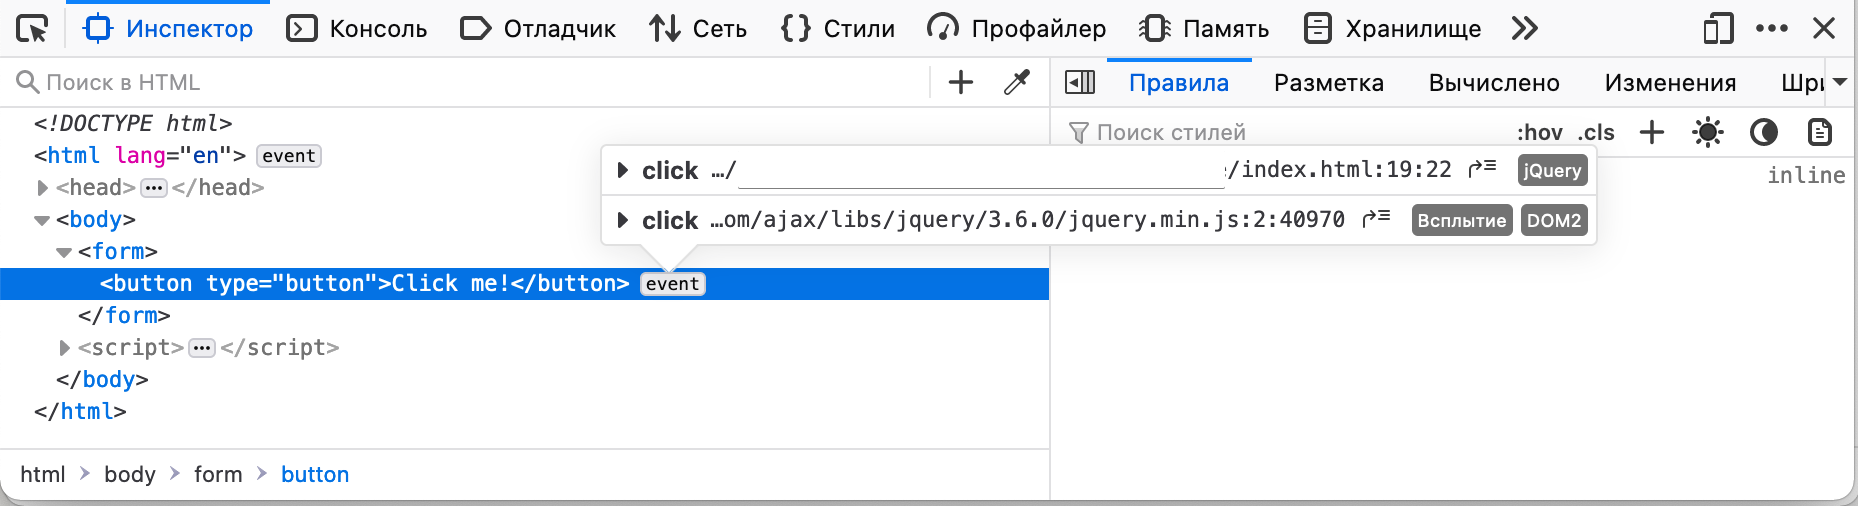 Инспектор Консоль Отладчик Сеть Стили Профайлер Память Хранилище
Поиск в HTML
Правила Разметка Вычислено Изменения
Поиск стилей :hov .cls
inline
<!DOCTYPE html>
<html lang="en"> event
<head> ••• </head>
<body>
<form>
<button type="button">Click me!</button> event
</form>
<script> ••• </script>
</body>
</html>
click …/ /index.html:19:22 jQuery
click …om/ajax/libs/jquery/3.6.0/jquery.min.js:2:40970 Всплытие DOM2
html body form button